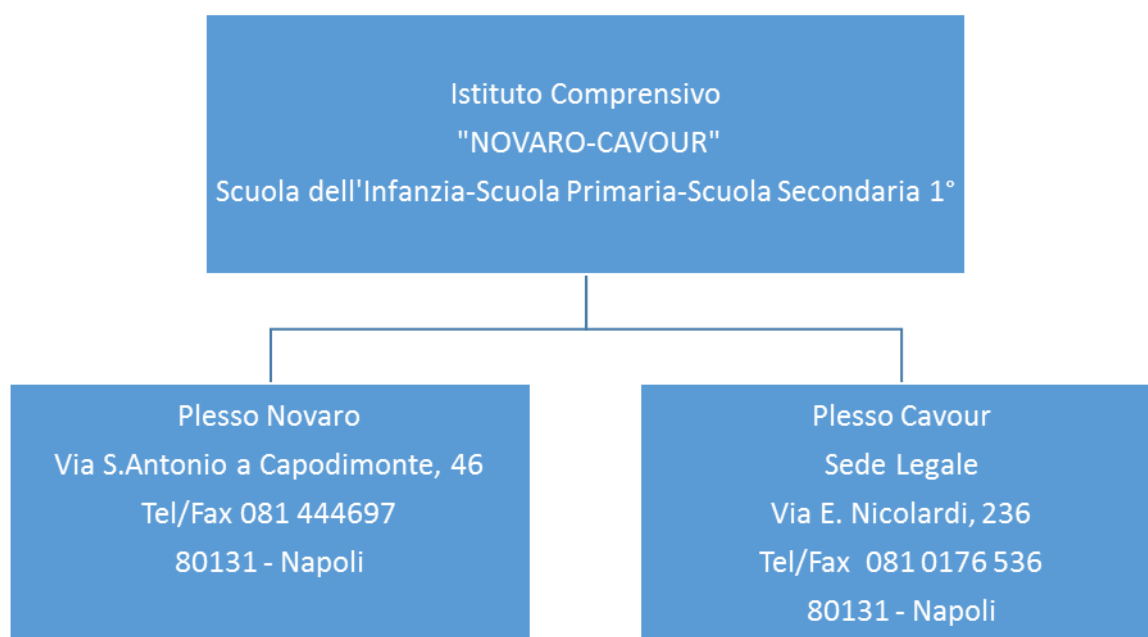 Istituto Comprensivo
"NOVARO-CAVOUR"
Scuola dell'Infanzia-Scuola Primaria-Scuola Secondaria 1°
Plesso Novaro
Via S.Antonio a Capodimonte, 46
Tel/Fax 081 444697
80131 - Napoli
Plesso Cavour
Sede Legale
Via E. Nicolardi, 236
Tel/Fax  081 0176 536
80131 - Napoli